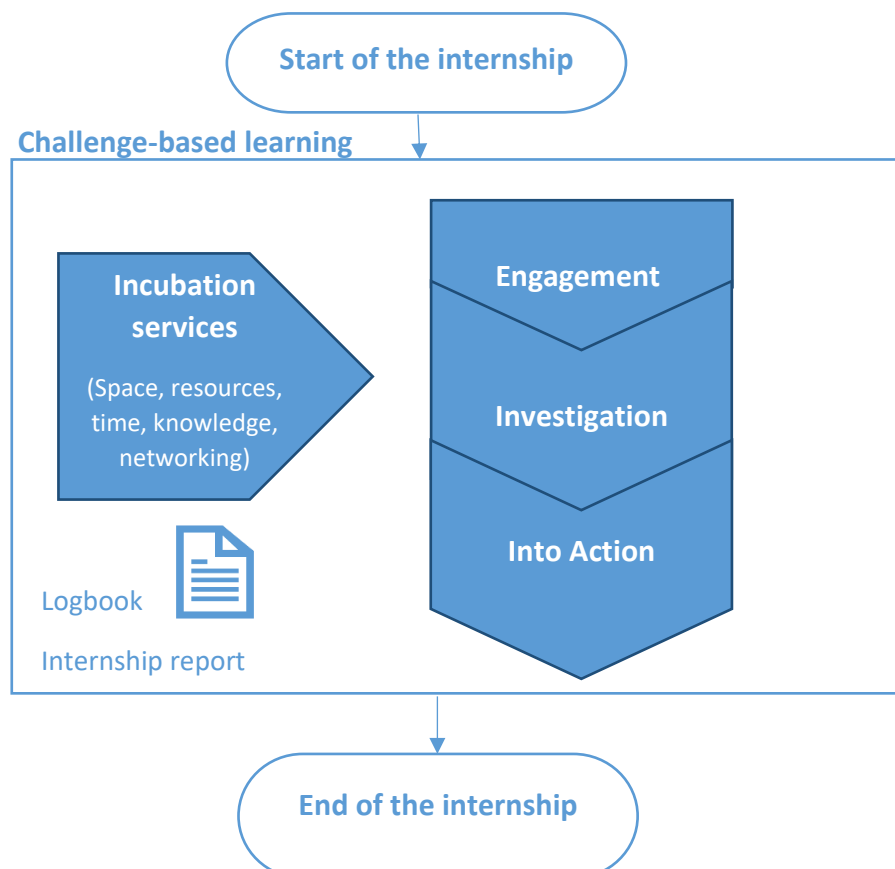 Start of the internship
Challenge-based learning
Incubation
services
(Space, resources,
time, knowledge,
networking)
Engagement
Investigation
Into Action
Logbook
Internship report
End of the internship